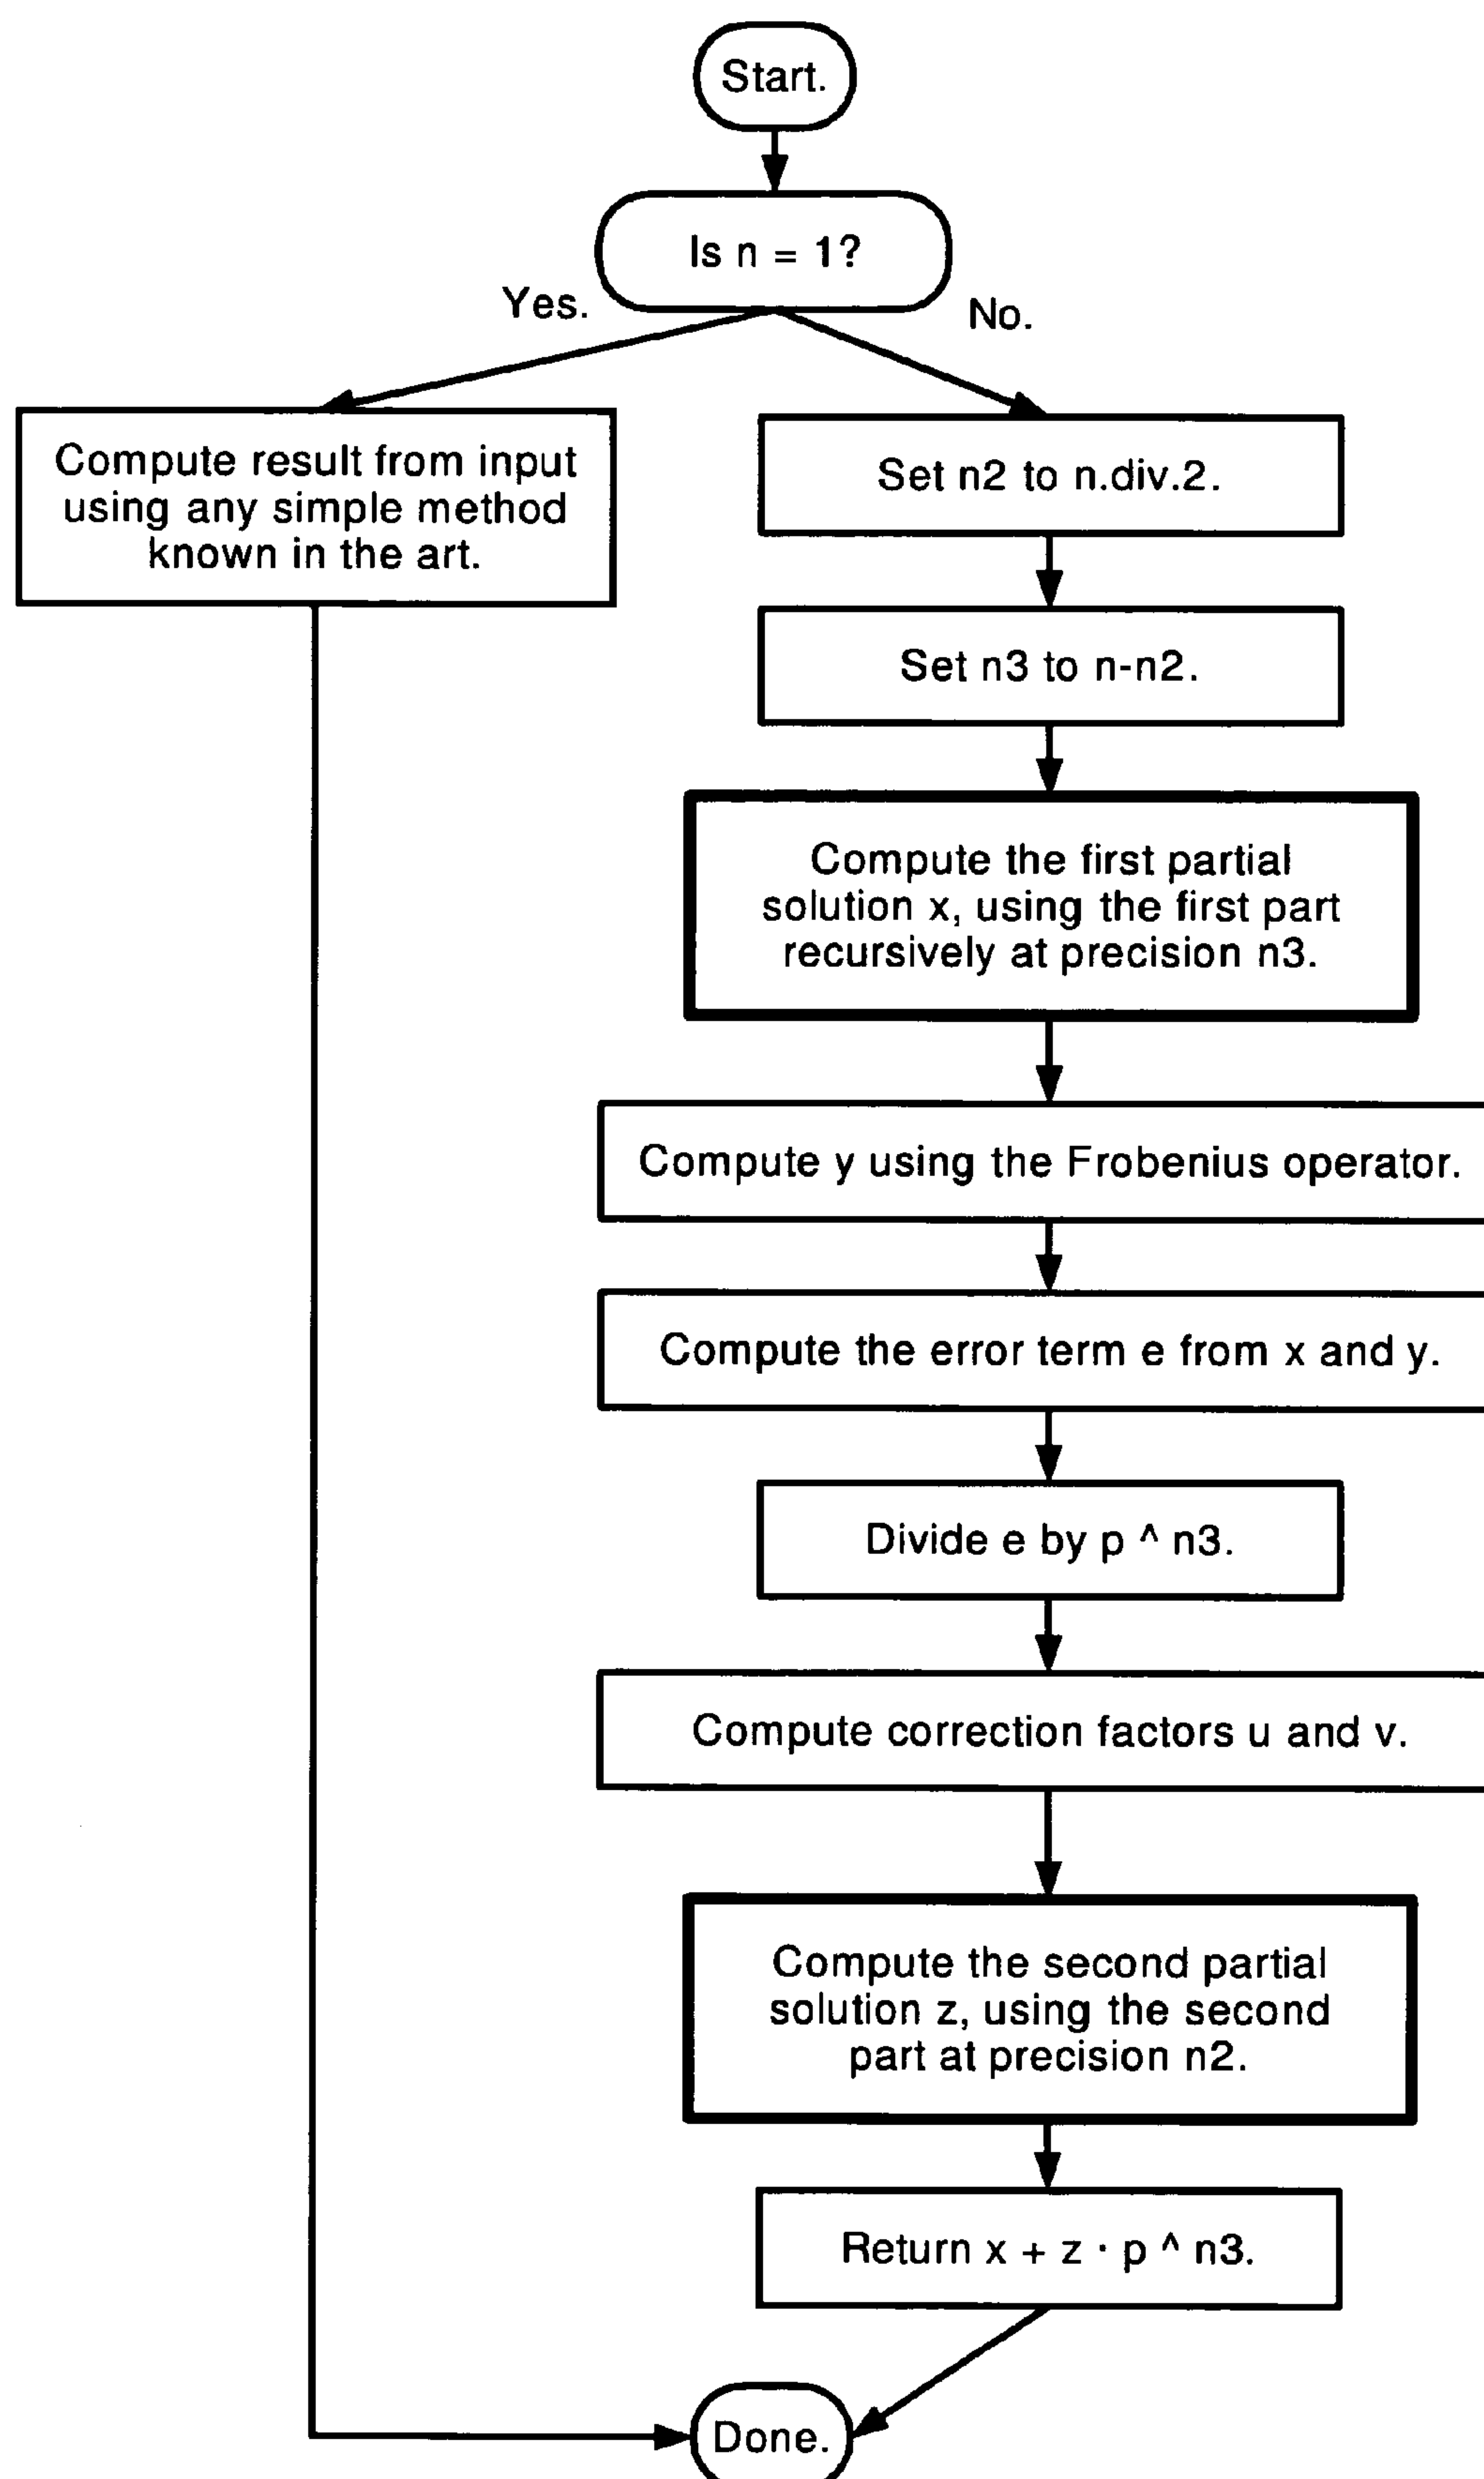 Start.
Is n = 1?
Yes.
No.
Compute result from input
using any simple method
known in the art.
Set n2 to n.div.2.
Set n3 to n-n2.
Compute the first partial
solution x, using the first part
recursively at precision n3.
Compute y using the Frobenius operator.
Compute the error term e from x and y.
Divide e by p ^ n3.
Compute correction factors u and v.
Compute the second partial
solution z, using the second
part at precision n2.
Return x + z · p ^ n3.
Done.